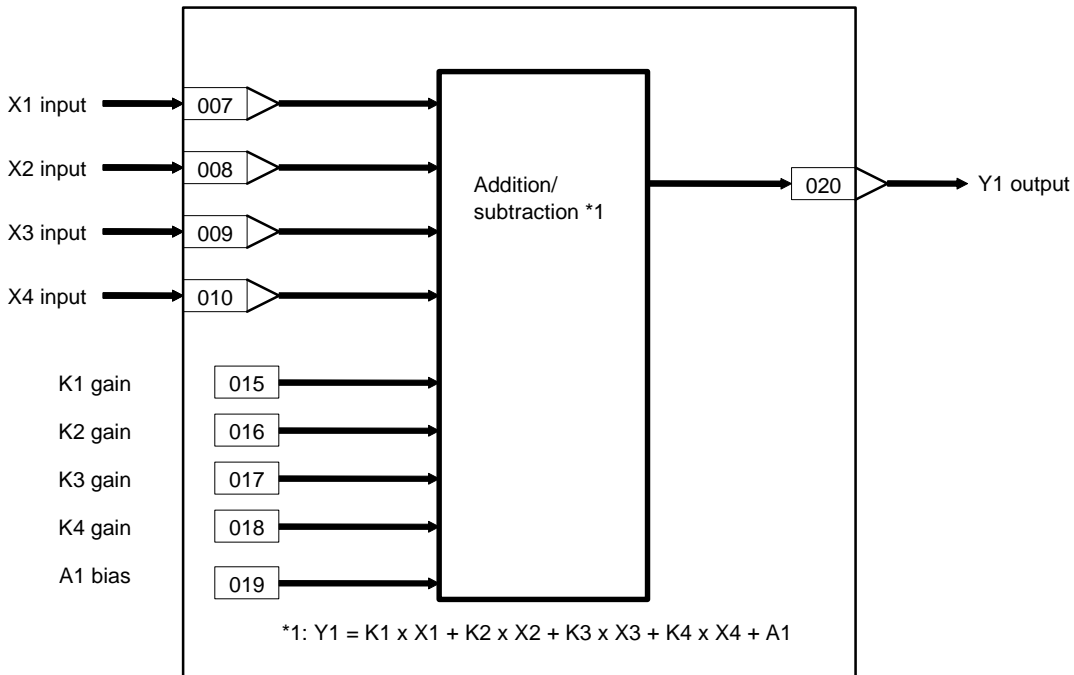 X1 input
007
X2 input
008
X3 input
009
X4 input
010
Addition/
subtraction *1
020
Y1 output
K1 gain
015
K2 gain
016
K3 gain
017
K4 gain
018
A1 bias
019
*1: Y1 = K1 x X1 + K2 x X2 + K3 x X3 + K4 x X4 + A1